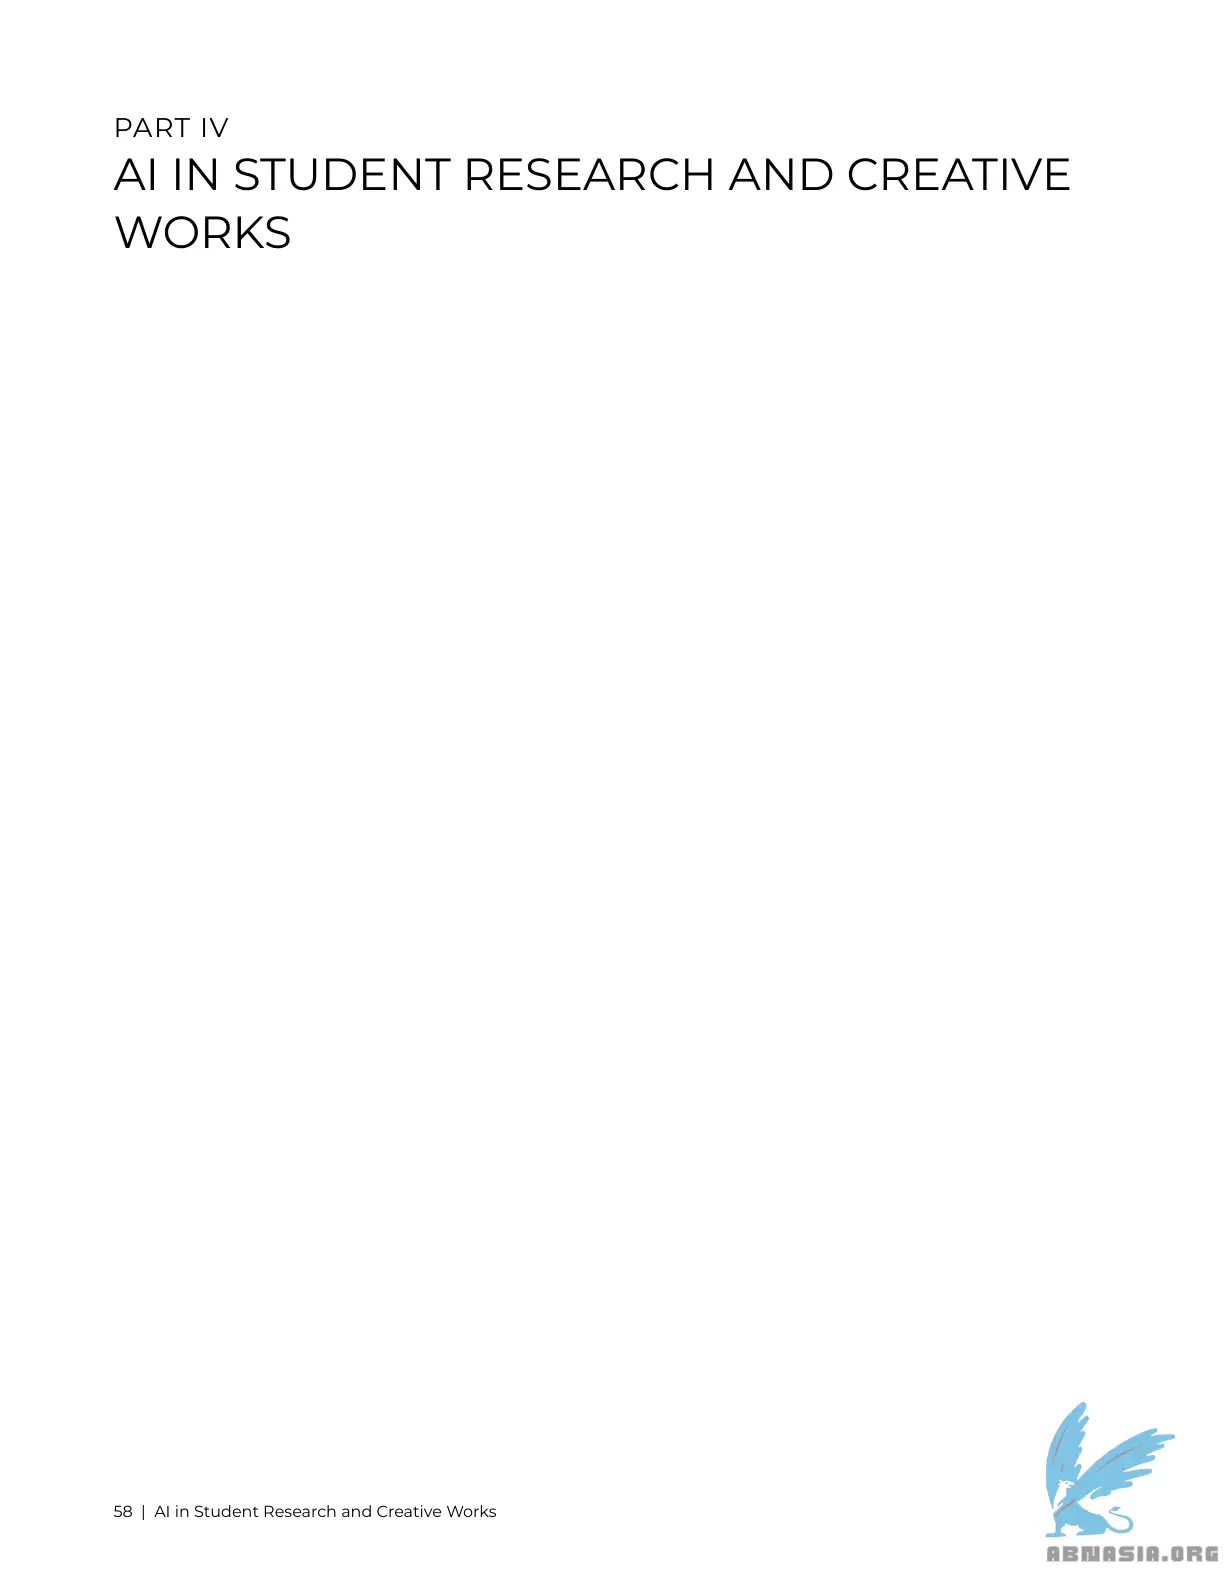 PART IV
AI IN STUDENT RESEARCH AND CREATIVE
WORKS
58 | AI in Student Research and Creative Works
ABNASIA.ORG